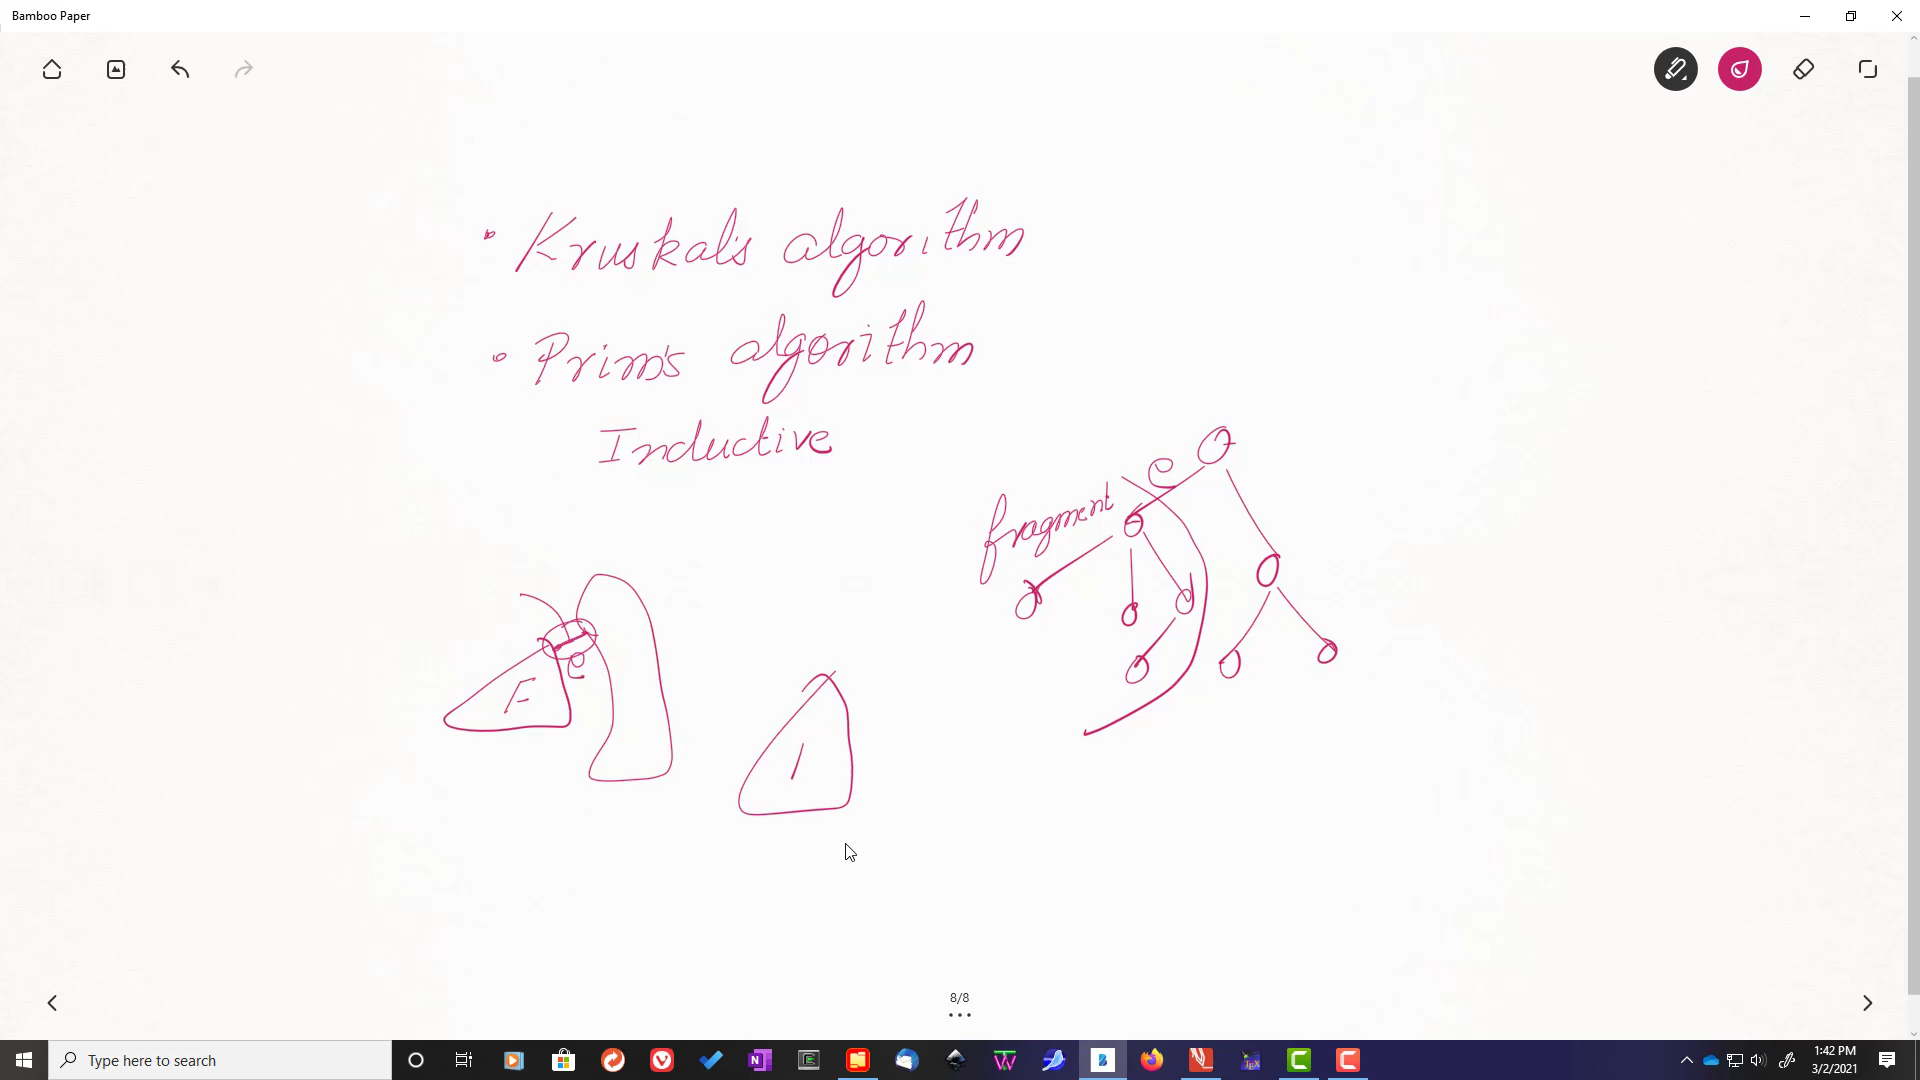 Bamboo Paper
• Kruskal's algorithm
• Prim's algorithm
Inductive
e
fragment
e
F
8/8
Type here to search
1:42 PM
3/2/2021